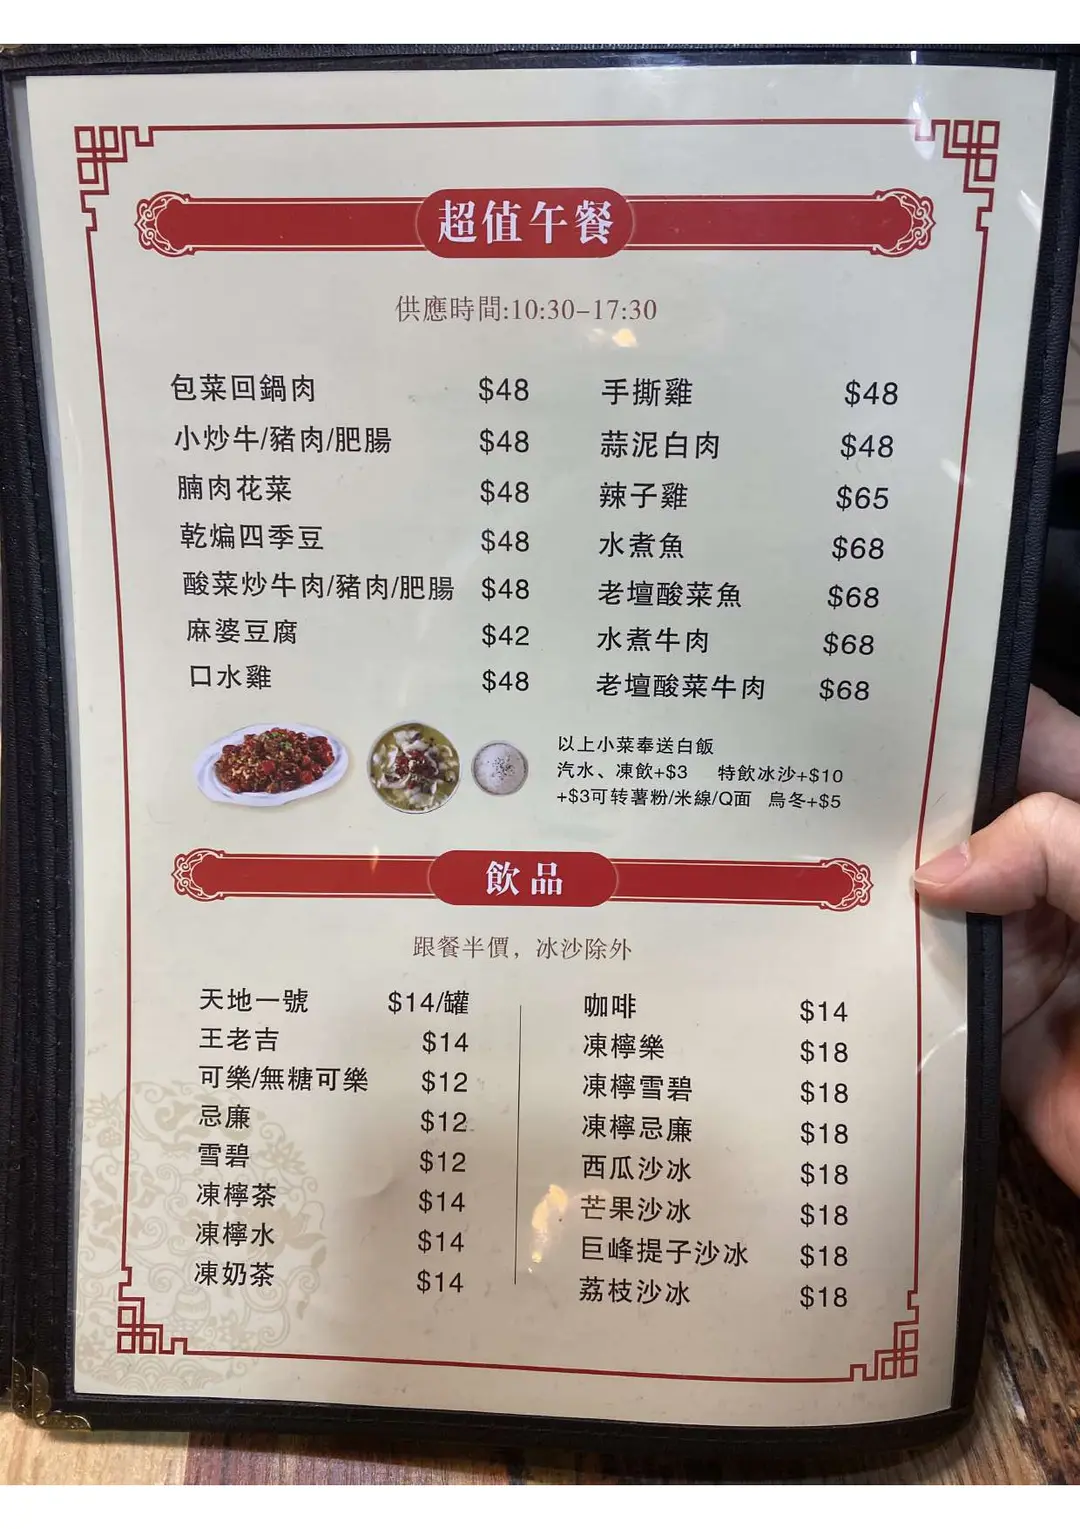 超值午餐
供應時間:10:30-17:30
包菜回鍋肉 $48
小炒牛/豬肉/肥腸 $48
腩肉花菜 $48
乾煸四季豆 $48
酸菜炒牛肉/豬肉/肥腸 $48
麻婆豆腐 $42
口水雞 $48
手撕雞 $48
蒜泥白肉 $48
辣子雞 $65
水煮魚 $68
老壇酸菜魚 $68
水煮牛肉 $68
老壇酸菜牛肉 $68
以上小菜奉送白飯
汽水、凍飲+$3 特飲冰沙+$10
+$3可转薯粉/米線/Q面 烏冬+$5
飲品
跟餐半價，冰沙除外
天地一號 $14/罐
王老吉 $14
可樂/無糖可樂 $12
忌廉 $12
雪碧 $12
凍檸茶 $14
凍檸水 $14
凍奶茶 $14
咖啡 $14
凍檸樂 $18
凍檸雪碧 $18
凍檸忌廉 $18
西瓜沙冰 $18
芒果沙冰 $18
巨峰提子沙冰 $18
荔枝沙冰 $18